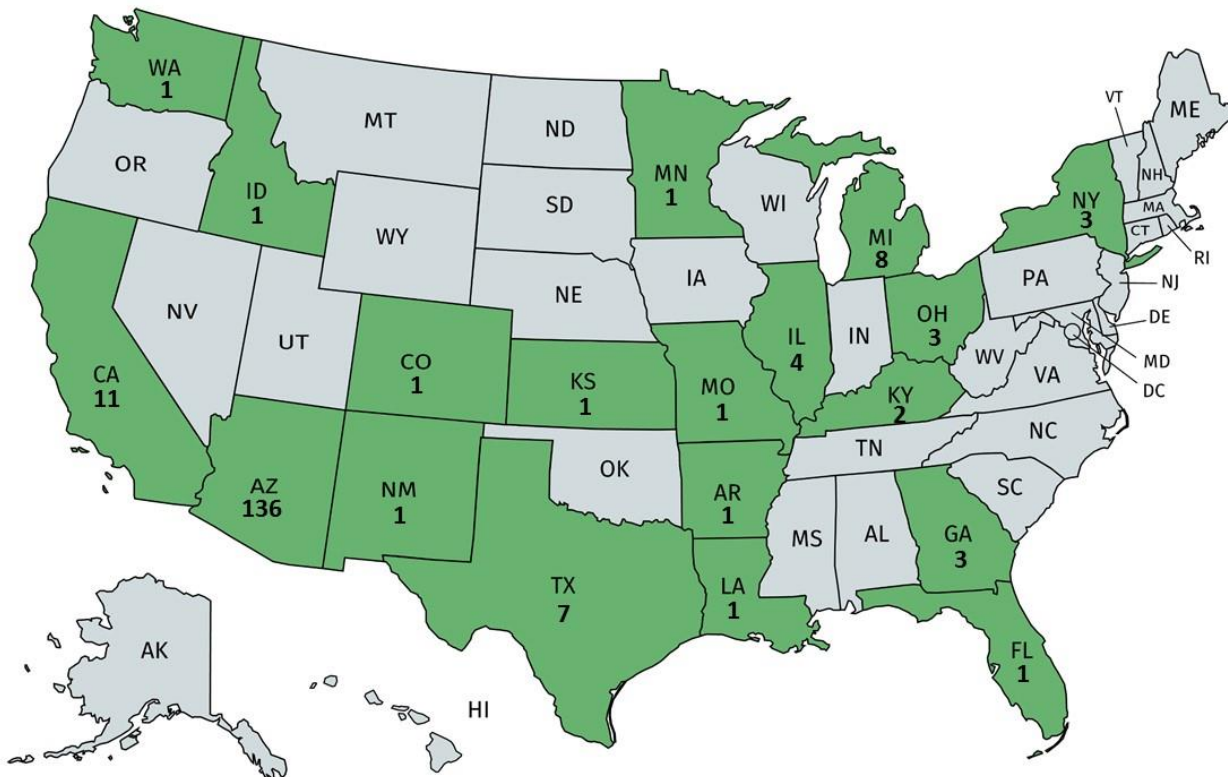 WA
1
MT
ND
MN
1
VT
ME
OR
ID
1
SD
WI
NH
NY
3
MA
CT
RI
WY
MI
8
IA
PA
NJ
NE
NV
UT
IL
4
IN
OH
3
DE
MD
DC
WV
VA
CA
11
CO
1
KS
1
MO
1
KY
2
NC
TN
AZ
136
NM
1
OK
AR
1
SC
MS
AL
GA
3
TX
7
LA
1
FL
1
AK
HI